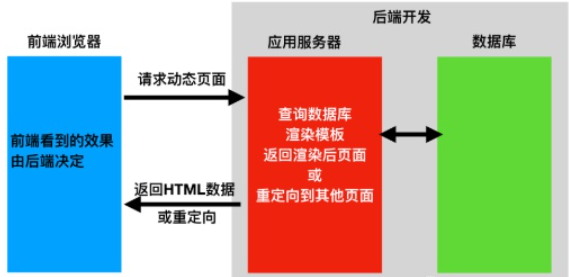 后端开发
前端浏览器
应用服务器
数据库
请求动态页面
前端看到的效果
由后端决定
查询数据库
渲染模板
返回渲染后页面
或
重定向到其他页面
返回HTML数据
或重定向